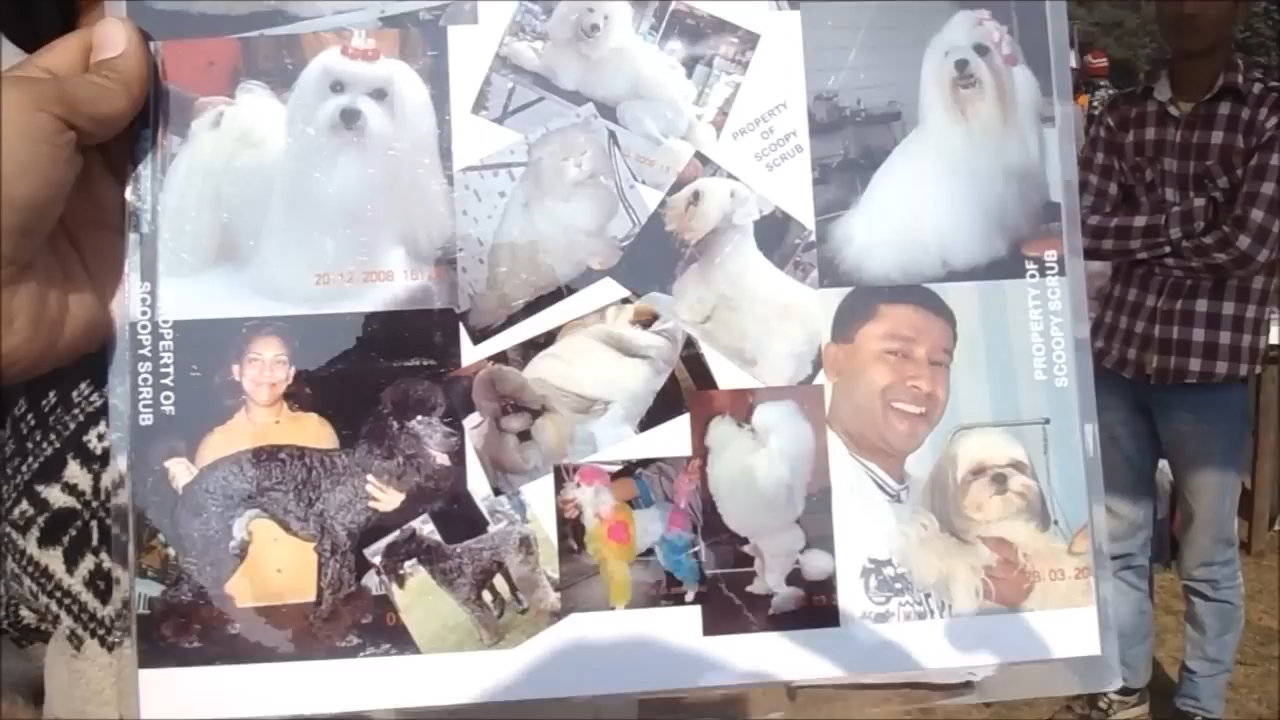 PROPERTY
OF
SCOOPY
SCRUB
20-12 2008
PROPERTY OF
SCOOPY SCRUB
PROPERTY OF
SCOOPY SCRUB